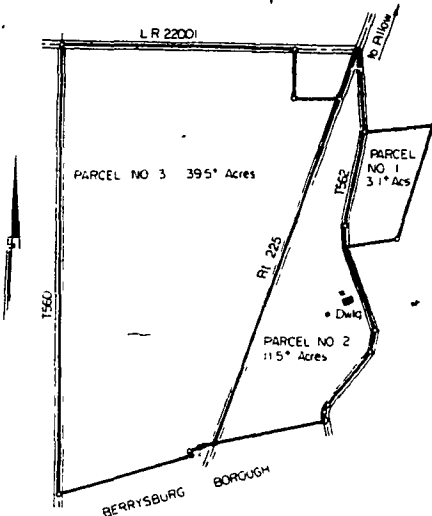 L R 22001
to Pillow
PARCEL NO 3 39.5± Acres
PARCEL
NO 1
3.1± Acs
T562
Rt 225
T560
Dwlg
PARCEL NO 2
11.5± Acres
BERRYSBURG BOROUGH